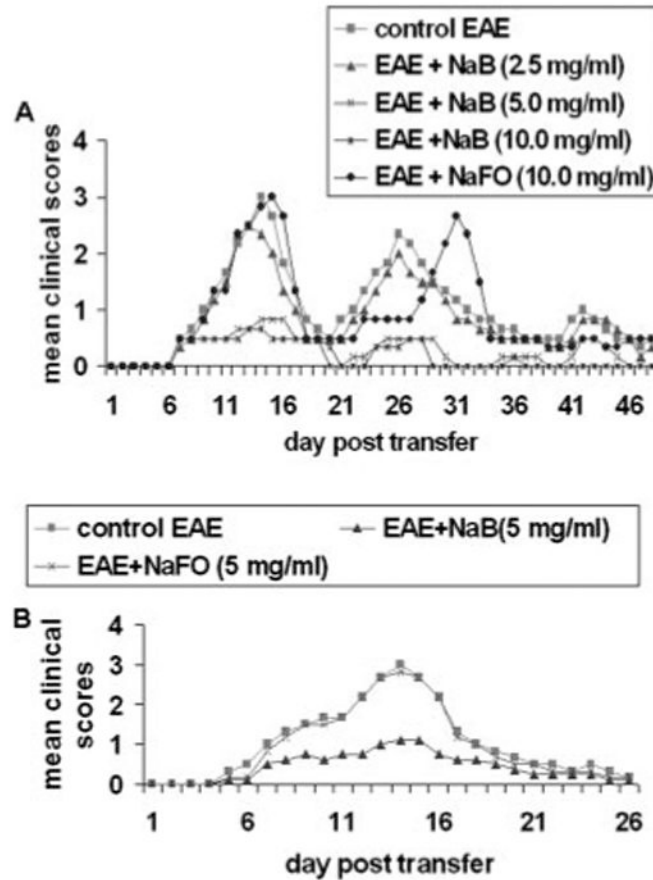 control EAE
EAE + NaB (2.5 mg/ml)
EAE + NaB (5.0 mg/ml)
EAE +NaB (10.0 mg/ml)
EAE + NaFO (10.0 mg/ml)
A
mean clinical scores
4
3
2
1
0
1 6 11 16 21 26 31 36 41 46
day post transfer
control EAE EAE+NaB(5 mg/ml)
EAE+NaFO (5 mg/ml)
B
mean clinical
scores
4
3
2
1
0
1 6 11 16 21 26
day post transfer